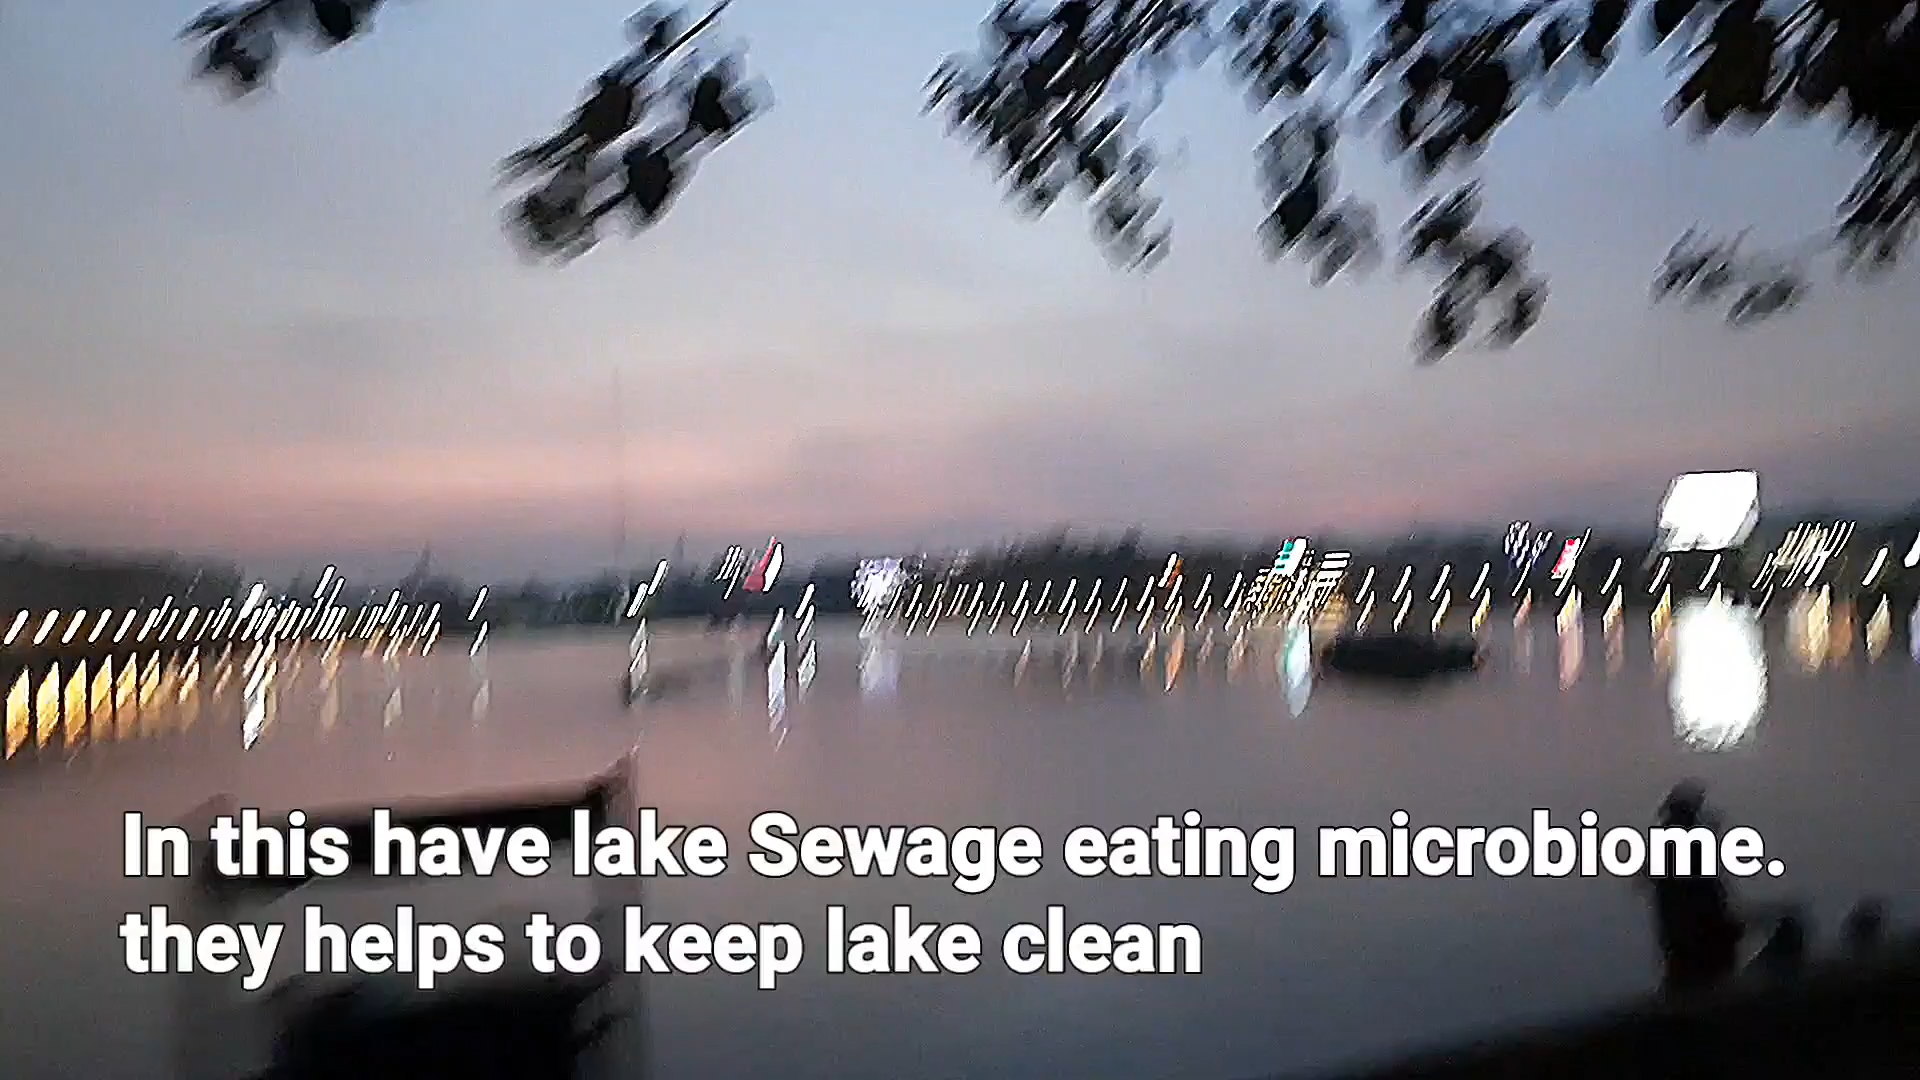 In this have lake Sewage eating microbiome.
they helps to keep lake clean